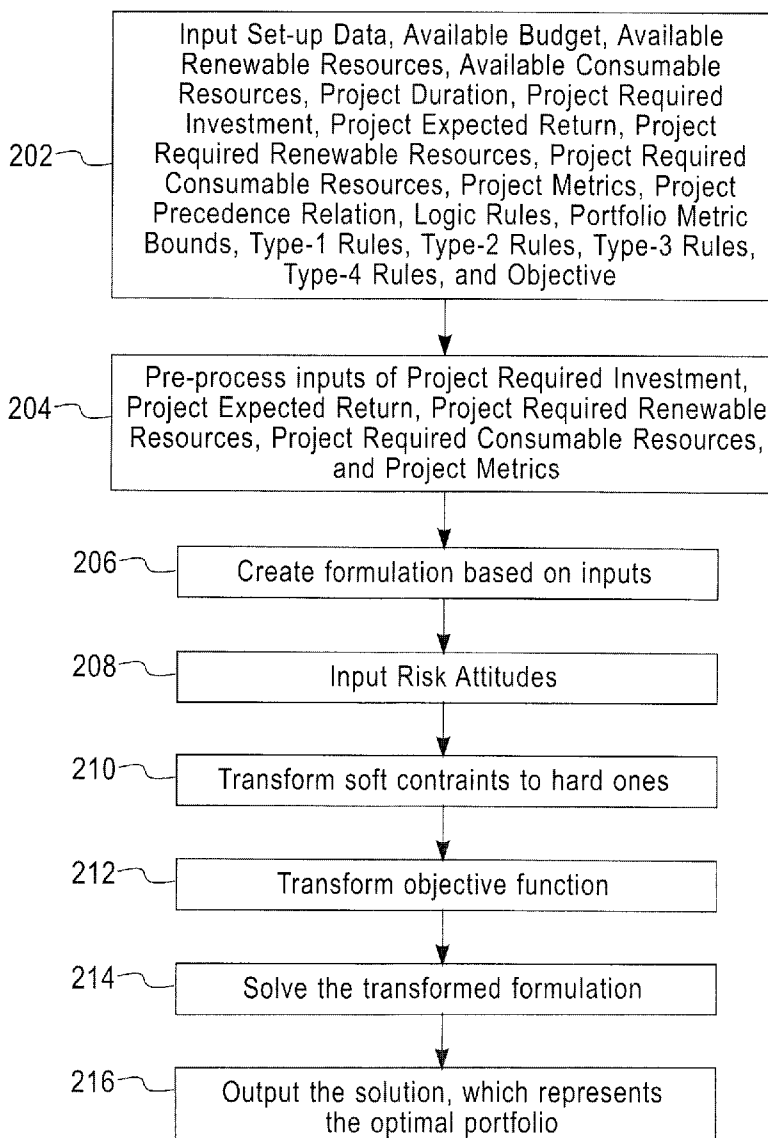 Input Set-up Data, Available Budget, Available
Renewable Resources, Available Consumable
Resources, Project Duration, Project Required
Investment, Project Expected Return, Project
Required Renewable Resources, Project Required
Consumable Resources, Project Metrics, Project
Precedence Relation, Logic Rules, Portfolio Metric
Bounds, Type-1 Rules, Type-2 Rules, Type-3 Rules,
Type-4 Rules, and Objective
202
Pre-process inputs of Project Required Investment,
Project Expected Return, Project Required Renewable
Resources, Project Required Consumable Resources,
and Project Metrics
204
206
Create formulation based on inputs
208
Input Risk Attitudes
210
Transform soft contraints to hard ones
212
Transform objective function
214
Solve the transformed formulation
216
Output the solution, which represents
the optimal portfolio